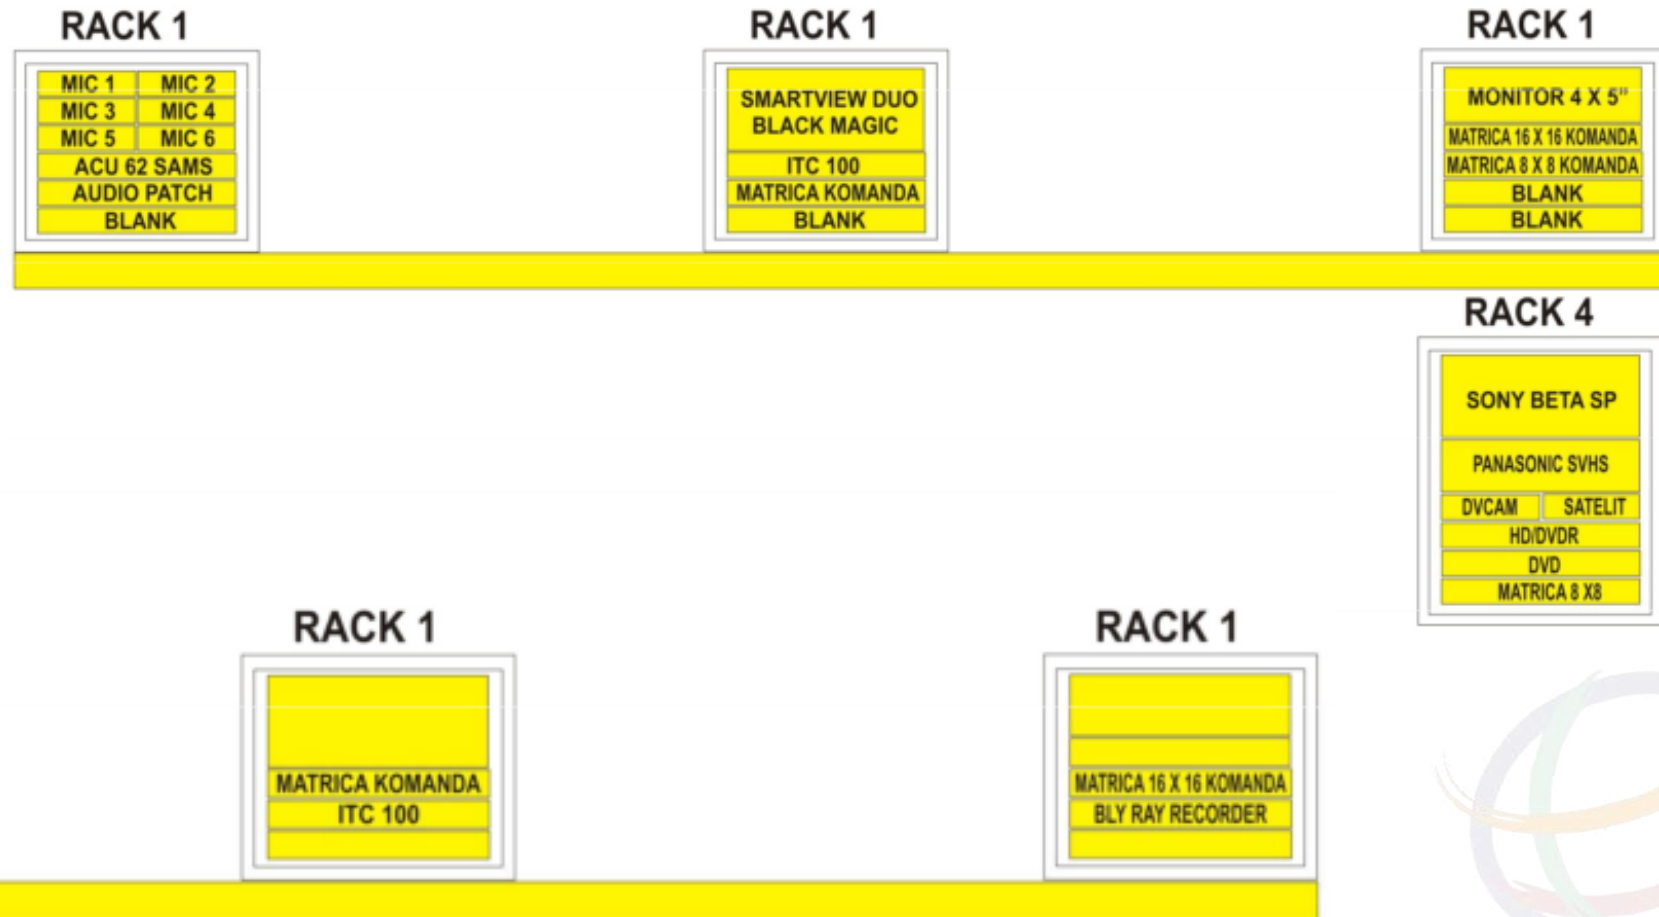 RACK 1
MIC 1 MIC 2
MIC 3 MIC 4
MIC 5 MIC 6
ACU 62 SAMS
AUDIO PATCH
BLANK
RACK 1
SMARTVIEW DUO
BLACK MAGIC
ITC 100
MATRICA KOMANDA
BLANK
RACK 1
MONITOR 4 X 5"
MATRICA 16 X 16 KOMANDA
MATRICA 8 X 8 KOMANDA
BLANK
BLANK
RACK 4
SONY BETA SP
PANASONIC SVHS
DVCAM SATELIT
HD/DVDR
DVD
MATRICA 8 X8
RACK 1
MATRICA KOMANDA
ITC 100
RACK 1
MATRICA 16 X 16 KOMANDA
BLY RAY RECORDER